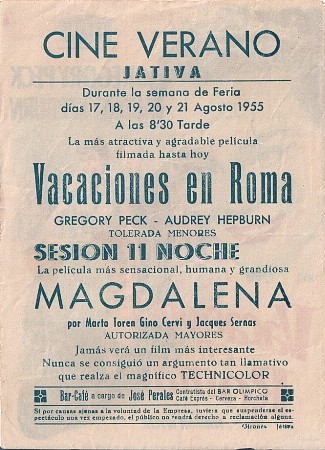 CINE VERANO
JATIVA
Durante la semana de Feria
días 17, 18, 19, 20 y 21 Agosto 1955
A las 8'30 Tarde
La más atractiva y agradable película
filmada hasta hoy
Vacaciones en Roma
GREGORY PECK - AUDREY HEPBURN
TOLERADA MENORES
SESION 11 NOCHE
La película más sensacional, humana y grandiosa
MAGDALENA
por Marta Toren Gino Cervi y Jacques Sernas
AUTORIZADA MAYORES
Jamás verá un film más interesante
Nunca se consiguió un argumento tan llamativo
que realza el magnífico TECHNICOLOR
Bar-Café a cargo de José Perales Contratista del BAR OLIMPICO
Café Exprés - Cerveza - Horchata
Si por causas ajenas a la voluntad de la Empresa, tuviera que suspenderse el es-
pectáculo una vez empezado, el público no tendrá derecho a reclamación alguna.
Játiva